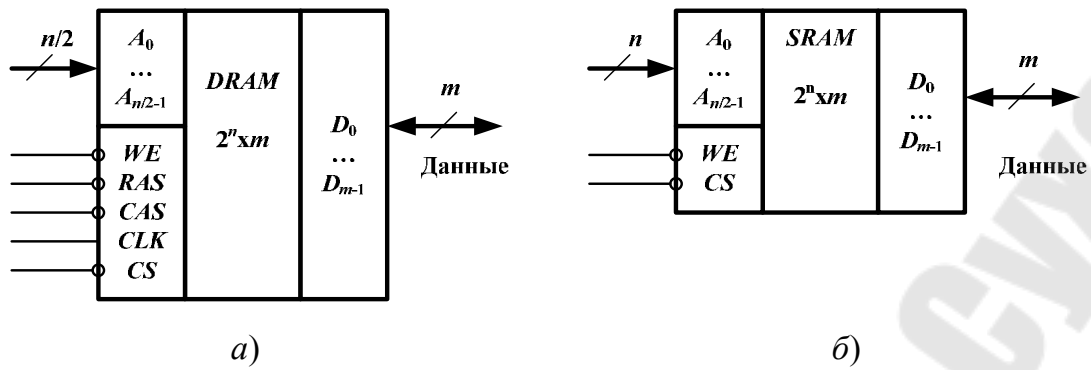 n/2
A0
...
An/2-1
WE
RAS
CAS
CLK
CS
DRAM
2ⁿxm
D0
...
Dm-1
m
Данные
а)
n
A0
...
An/2-1
WE
CS
SRAM
2ⁿxm
D0
...
Dm-1
m
Данные
б)